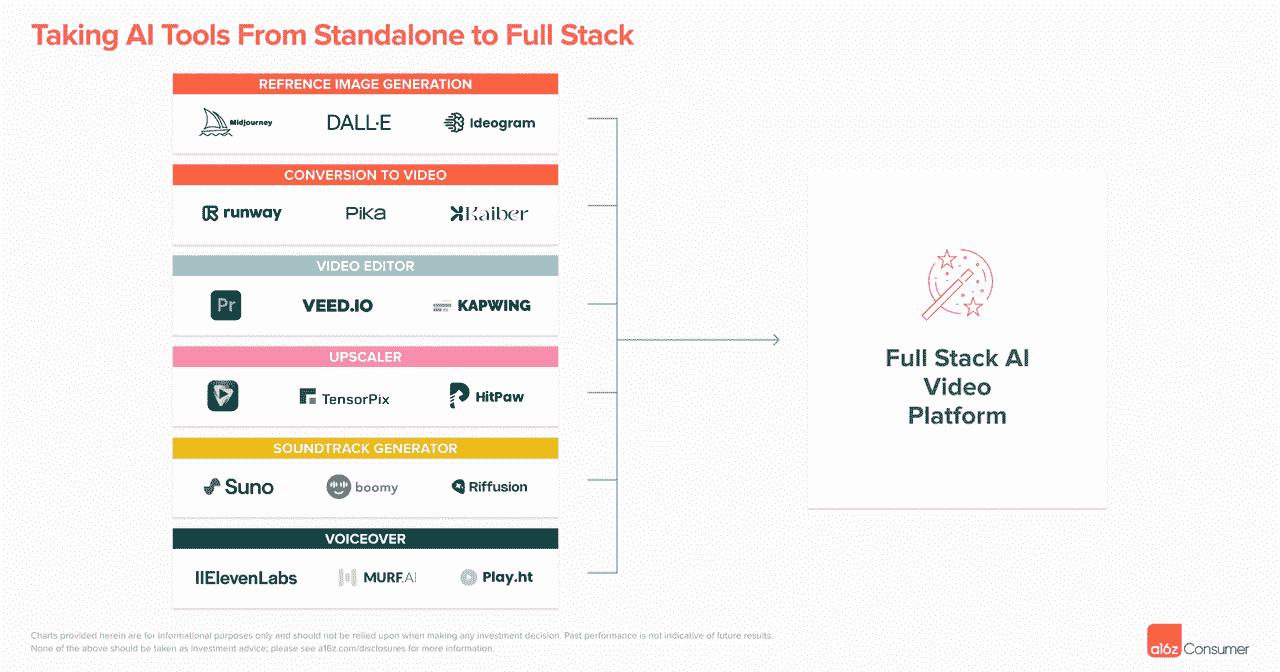 Taking AI Tools From Standalone to Full Stack
REFRENCE IMAGE GENERATION
Midjourney DALL·E Ideogram
CONVERSION TO VIDEO
runway Pika Kaiber
VIDEO EDITOR
Pr VEED.IO KAPWING
UPSCALER
TensorPix HitPaw
SOUNDTRACK GENERATOR
Suno boomy Riffusion
VOICEOVER
IIElevenLabs MURF.AI Play.ht
Full Stack AI
Video
Platform
Charts provided herein are for informational purposes only and should not be relied upon when making any investment decision. Past performance is not indicative of future results.
None of the above should be taken as investment advice; please see a16z.com/disclosures for more information.
a16z Consumer